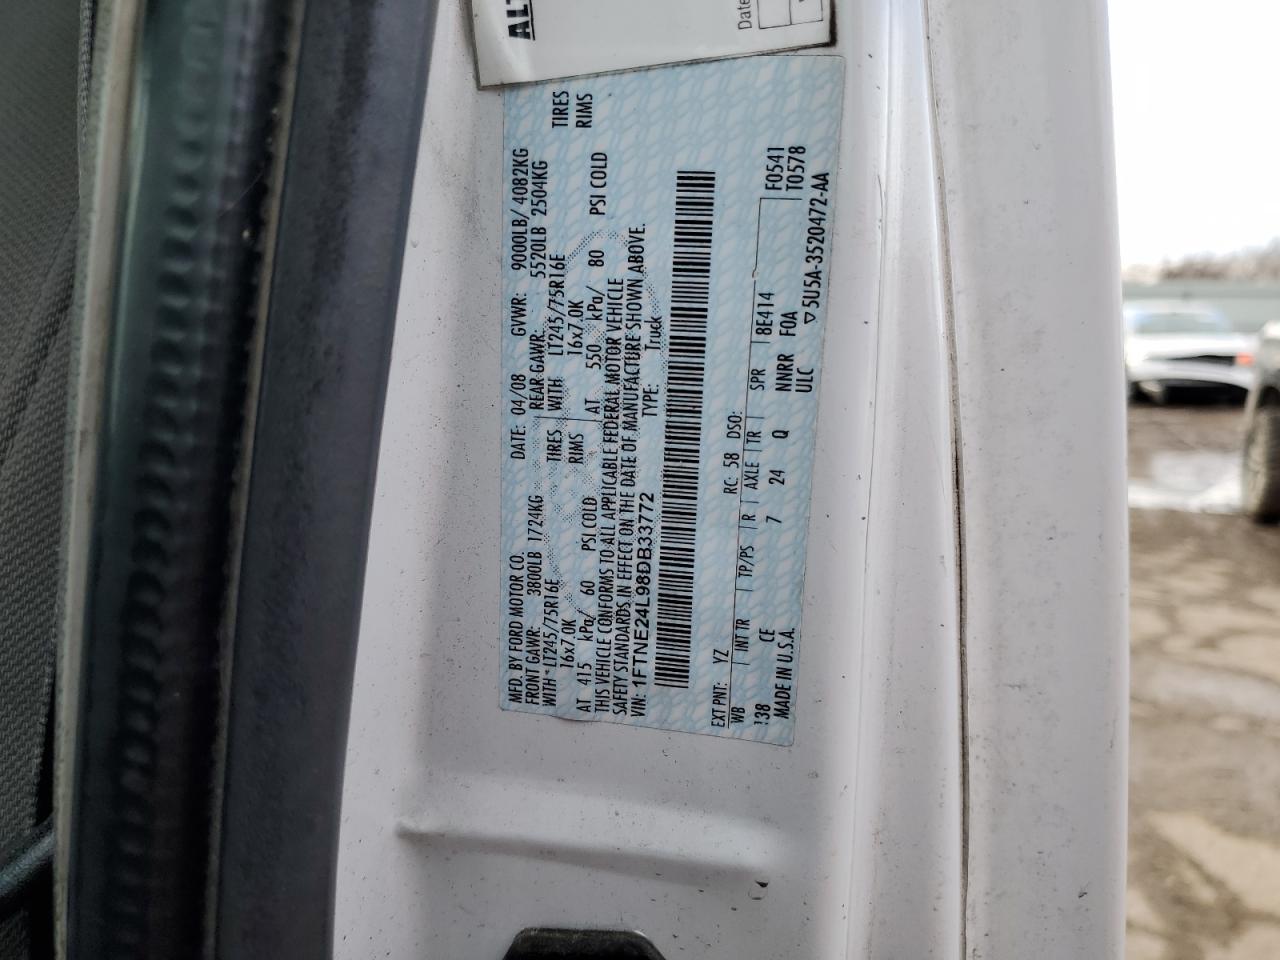 ALT
Date
MFD. BY FORD MOTOR CO. DATE: 04/08 GVWR: 9000LB/ 4082KG
FRONT GAWR: 3800LB 1724KG REAR GAWR: 5520LB 2504KG
WITH LT245/75R16E TIRES WITH LT245/75R16E TIRES
16x7.0K RIMS 16x7.0K RIMS
AT 415 kPa/ 60 PSI COLD AT 550 kPa/ 80 PSI COLD
THIS VEHICLE CONFORMS TO ALL APPLICABLE FEDERAL MOTOR VEHICLE
SAFETY STANDARDS IN EFFECT ON THE DATE OF MANUFACTURE SHOWN ABOVE.
VIN: 1FTNE24L98DB33772 TYPE: Truck
EXT PNT: YZ RC: 58 DSO: F0541
WB INT TR TP/PS R AXLE TR SPR 8E414 T0578
138 CE 7 24 Q NNRR F0A
MADE IN U.S.A. ULC ▽5U5A-3520472-AA